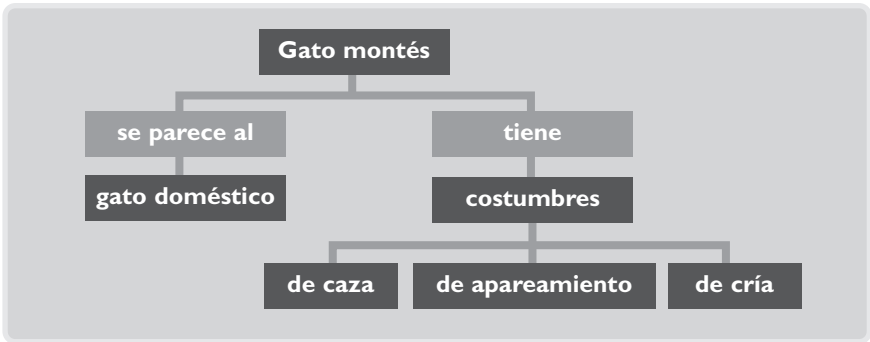 Gato montés
se parece al
tiene
gato doméstico
costumbres
de caza
de apareamiento
de cría